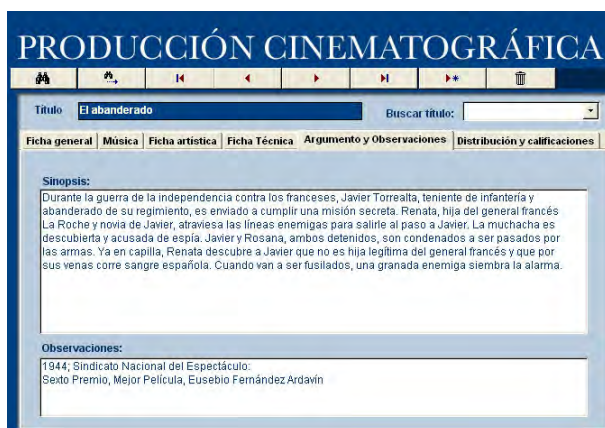 PRODUCCIÓN CINEMATOGRÁFICA
Titulo El abanderado Buscar título:
Ficha general Música Ficha artística Ficha Técnica Argumento y Observaciones Distribución y calificaciones
Sinopsis:
Durante la guerra de la independencia contra los franceses, Javier Torrealta, teniente de infantería y
abanderado de su regimiento, es enviado a cumplir una misión secreta. Renata, hija del general francés
La Roche y novia de Javier, atraviesa las líneas enemigas para salirle al paso a Javier. La muchacha es
descubierta y acusada de espía. Javier y Rosana, ambos detenidos, son condenados a ser pasados por
las armas. Ya en capilla, Renata descubre a Javier que no es hija legítima del general francés y que por
sus venas corre sangre española. Cuando van a ser fusilados, una granada enemiga siembra la alarma.
Observaciones:
1944; Sindicato Nacional del Espectáculo:
Sexto Premio, Mejor Película, Eusebio Fernández Ardavín